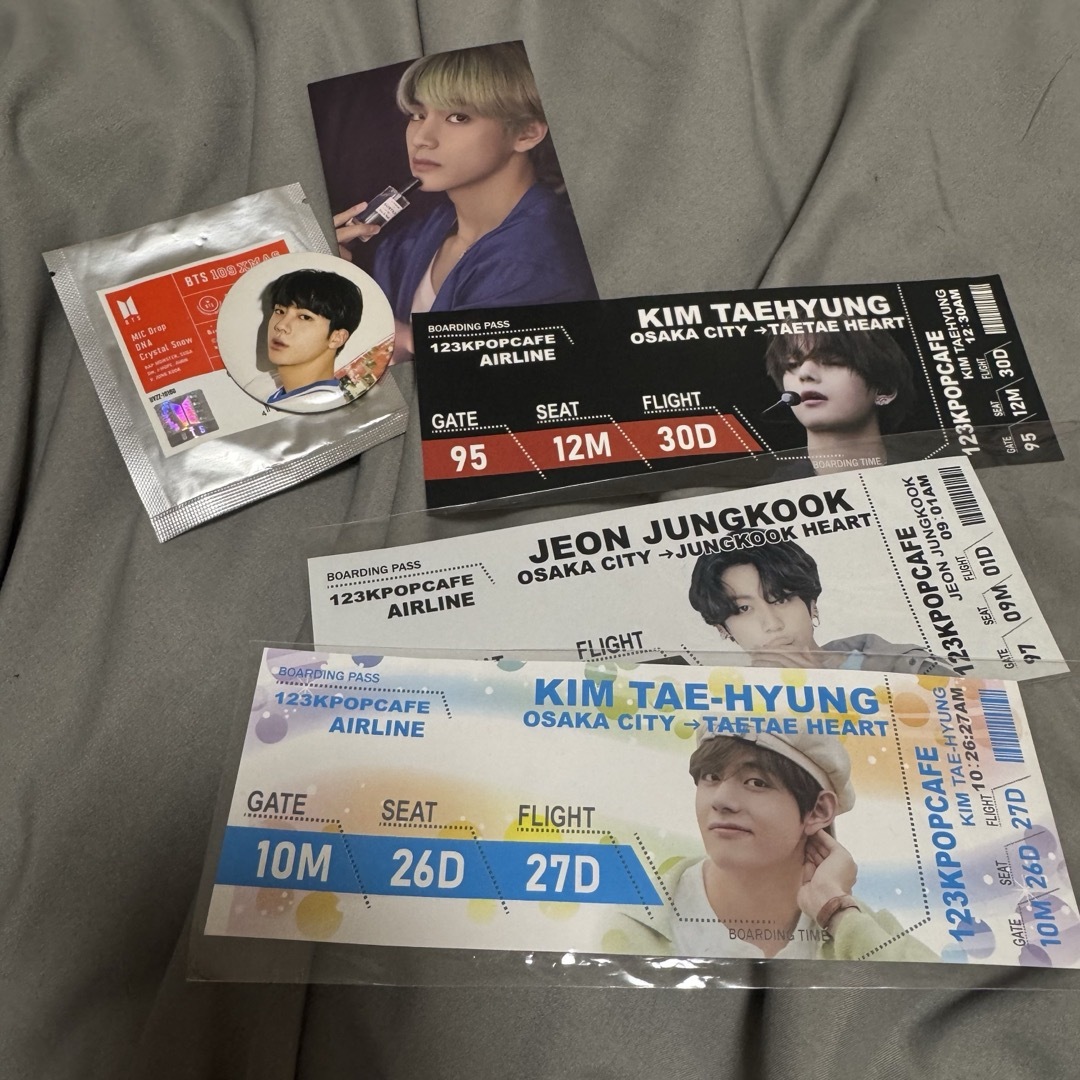 BTS 109 XMAS
BTS
MIC Drop
DNA
Crystal Snow
BOARDING PASS
123KPOPCAFE
AIRLINE
KIM TAEHYUNG
OSAKA CITY →TAETAE HEART
GATE
SEAT
FLIGHT
95
12M
30D
BOARDING TIME
123KPOPCAFE
KIM TAEHYUNG
12:30AM
GATE
SEAT
FLIGHT
95
12M
30D
BOARDING PASS
123KPOPCAFE
AIRLINE
JEON JUNGKOOK
OSAKA CITY →JUNGKOOK HEART
FLIGHT
123KPOPCAFE
JEON JUNGKOOK
09:01AM
GATE
SEAT
FLIGHT
97
09M
01D
BOARDING PASS
123KPOPCAFE
AIRLINE
KIM TAE-HYUNG
OSAKA CITY →TAETAE HEART
GATE
SEAT
FLIGHT
10M
26D
27D
BOARDING TIME
123KPOPCAFE
KIM TAE-HYUNG
10:26:27AM
GATE
SEAT
FLIGHT
10M
26D
27D